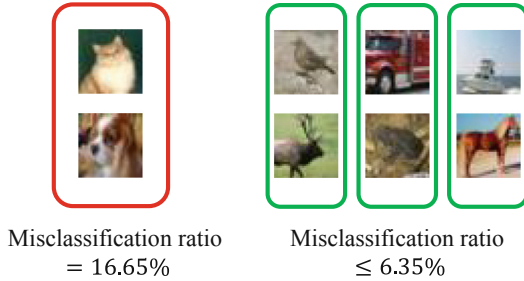 Misclassification ratio
= 16.65%
Misclassification ratio
≤ 6.35%